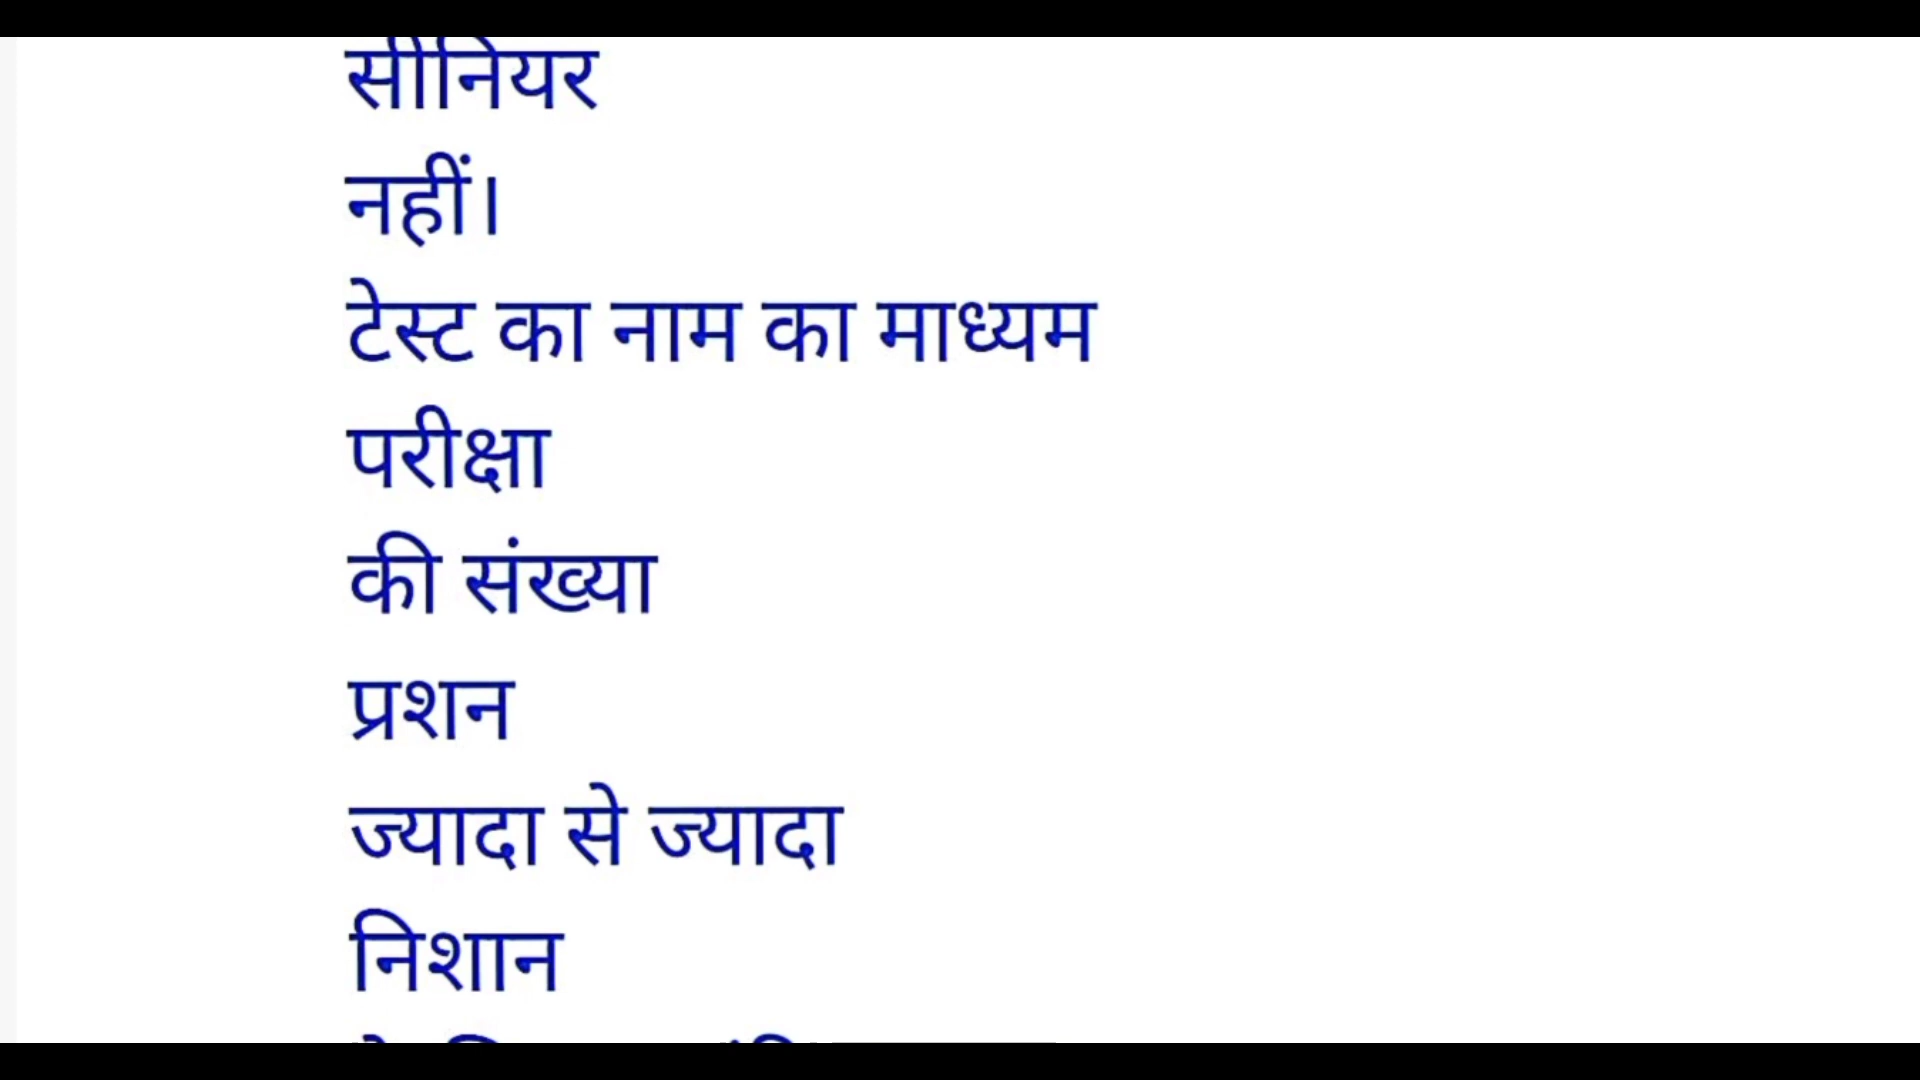 सीनियर
नहीं।
टेस्ट का नाम का माध्यम
परीक्षा
की संख्या
प्रशन
ज्यादा से ज्यादा
निशान